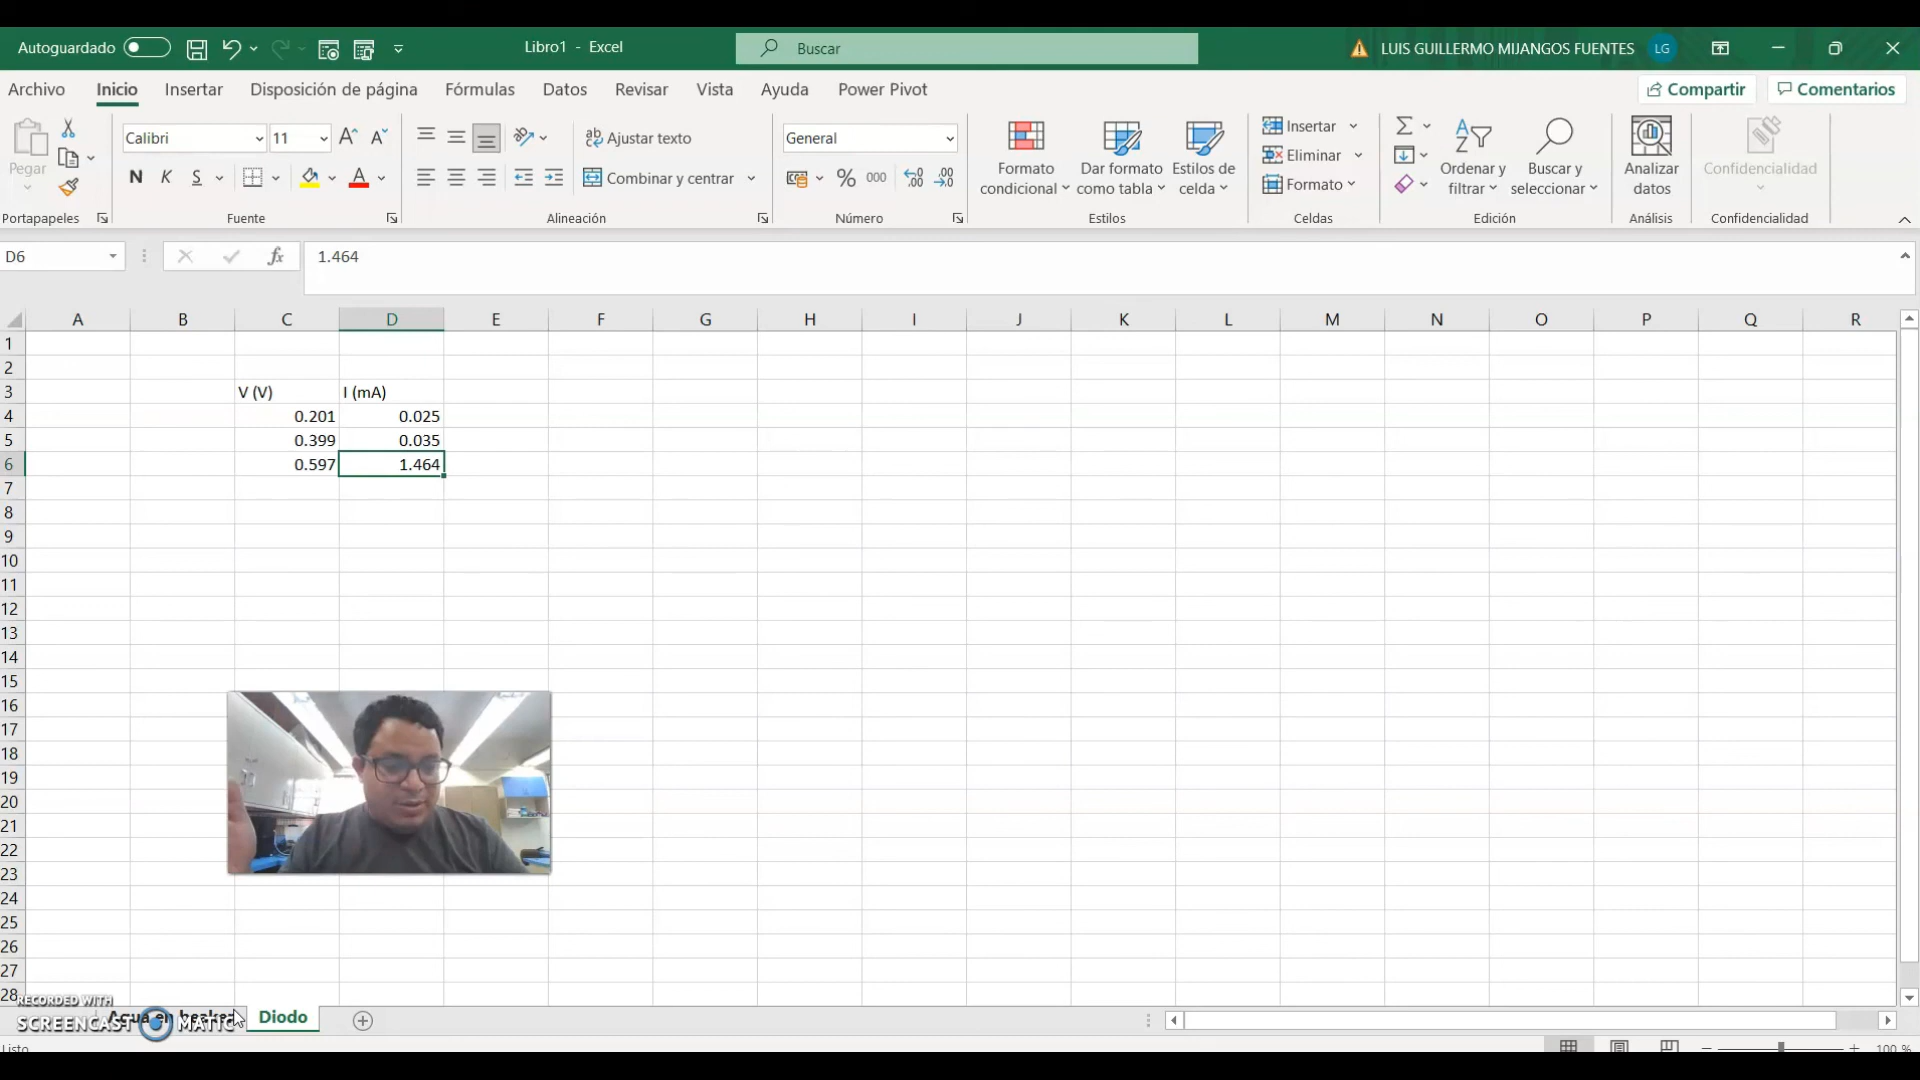 Autoguardado
Libro1 - Excel
Buscar
LUIS GUILLERMO MIJANGOS FUENTES
LG
Archivo
Inicio
Insertar
Disposición de página
Fórmulas
Datos
Revisar
Vista
Ayuda
Power Pivot
Compartir
Comentarios
Pegar
Calibri
11
Ajustar texto
General
N K S
Combinar y centrar
% 000
Formato
condicional
Dar formato
como tabla
Estilos de
celda
Insertar
Eliminar
Formato
Ordenar y
filtrar
Buscar y
seleccionar
Analizar
datos
Confidencialidad
Portapapeles
Fuente
Alineación
Número
Estilos
Celdas
Edición
Análisis
Confidencialidad
D6
fx
1.464
A B C D E F G H I J K L M N O P Q R
1
2
3 V (V) I (mA)
4 0.201 0.025
5 0.399 0.035
6 0.597 1.464
7
8
9
10
11
12
13
14
15
16
17
18
19
20
21
22
23
24
25
26
27
28
RECORDED WITH
SCREENCAST MATIC
Agua en
Diodo
Listo
100 %